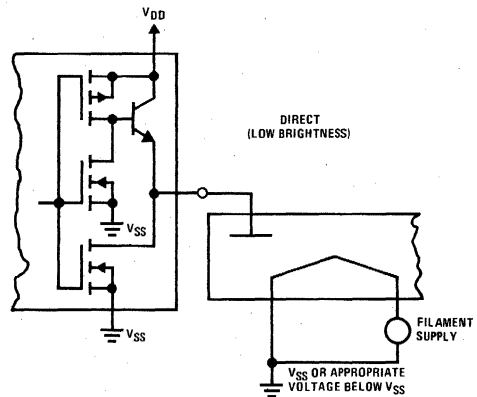 VDD
DIRECT
(LOW BRIGHTNESS)
VSS
VSS
FILAMENT
SUPPLY
VSS OR APPROPRIATE
VOLTAGE BELOW VSS